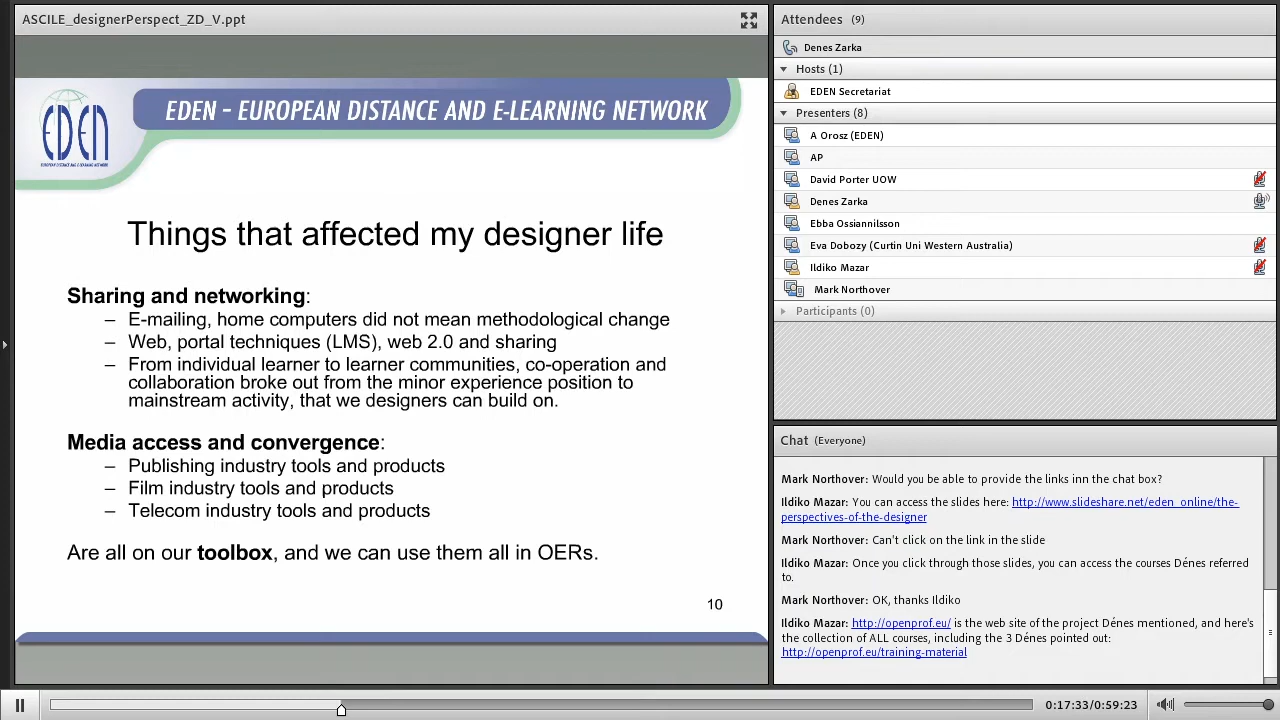 ASCILE_designerPerspect_ZD_V.ppt
EDEN
EDEN - EUROPEAN DISTANCE AND E-LEARNING NETWORK
Things that affected my designer life
Sharing and networking:
– E-mailing, home computers did not mean methodological change
– Web, portal techniques (LMS), web 2.0 and sharing
– From individual learner to learner communities, co-operation and
collaboration broke out from the minor experience position to
mainstream activity, that we designers can build on.
Media access and convergence:
– Publishing industry tools and products
– Film industry tools and products
– Telecom industry tools and products
Are all on our toolbox, and we can use them all in OERs.
10
Attendees (9)
Denes Zarka
Hosts (1)
EDEN Secretariat
Presenters (8)
A Orosz (EDEN)
AP
David Porter UOW
Denes Zarka
Ebba Ossiannilsson
Eva Dobozy (Curtin Uni Western Australia)
Ildiko Mazar
Mark Northover
Participants (0)
Chat (Everyone)
Mark Northover: Would you be able to provide the links inn the chat box?
Ildiko Mazar: You can access the slides here: http://www.slideshare.net/eden_online/the-
perspectives-of-the-designer
Mark Northover: Can't click on the link in the slide
Ildiko Mazar: Once you click through those slides, you can access the courses Dénes referred
to.
Mark Northover: OK, thanks Ildiko
Ildiko Mazar: http://openprof.eu/ is the web site of the project Dénes mentioned, and here's
the collection of ALL courses, including the 3 Dénes pointed out:
http://openprof.eu/training-material
0:17:33/0:59:23